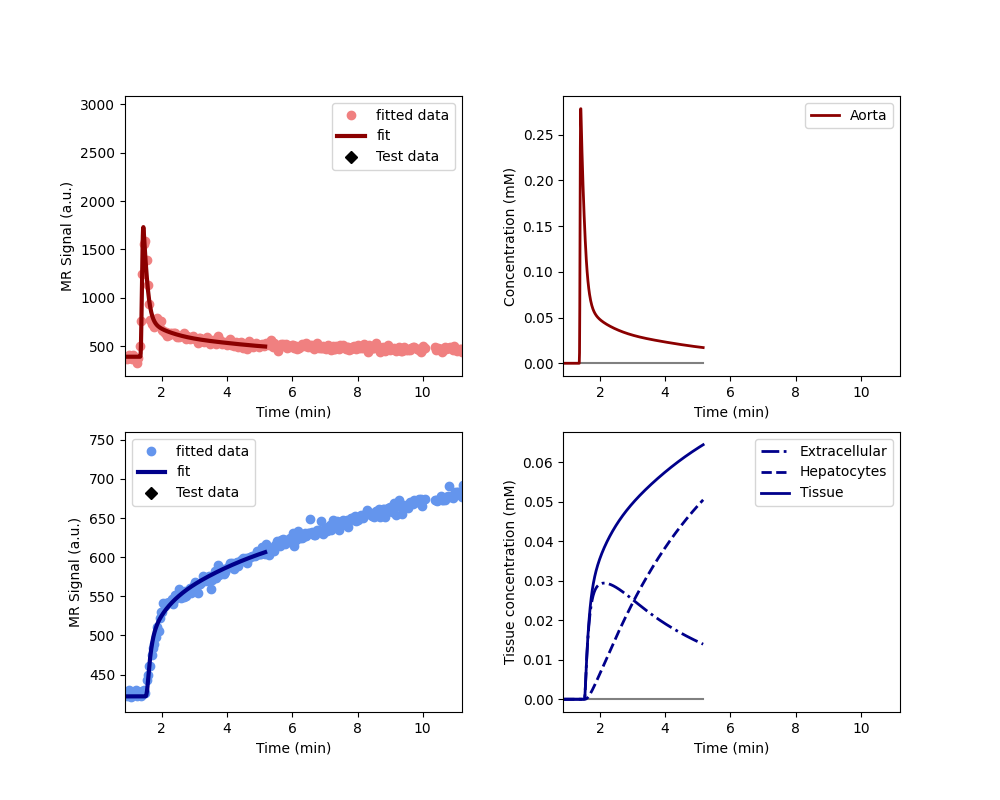 3000
2500
2000
1500
1000
500
MR Signal (a.u.)
fitted data
fit
Test data
2 4 6 8 10
Time (min)
0.25
0.20
0.15
0.10
0.05
0.00
Concentration (mM)
Aorta
2 4 6 8 10
Time (min)
750
700
650
600
550
500
450
MR Signal (a.u.)
fitted data
fit
Test data
2 4 6 8 10
Time (min)
0.06
0.05
0.04
0.03
0.02
0.01
0.00
Tissue concentration (mM)
Extracellular
Hepatocytes
Tissue
2 4 6 8 10
Time (min)